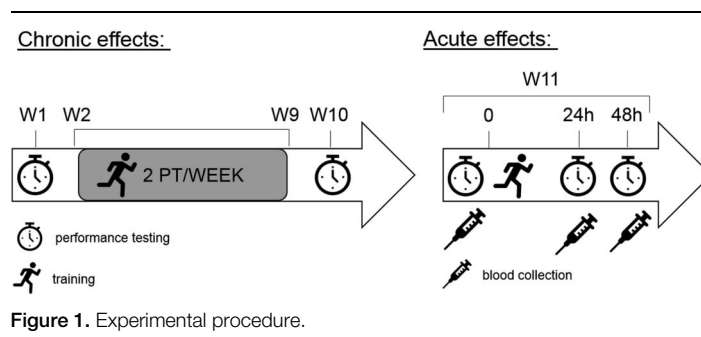 Chronic effects:
Acute effects:
W11
W1 W2 W9 W10
0 24h 48h
2 PT/WEEK
performance testing
training
blood collection
Figure 1. Experimental procedure.